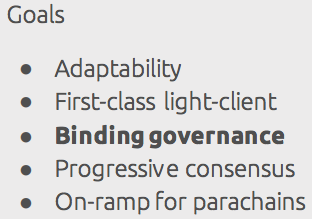 Goals
● Adaptability
● First-class light-client
● Binding governance
● Progressive consensus
● On-ramp for parachains